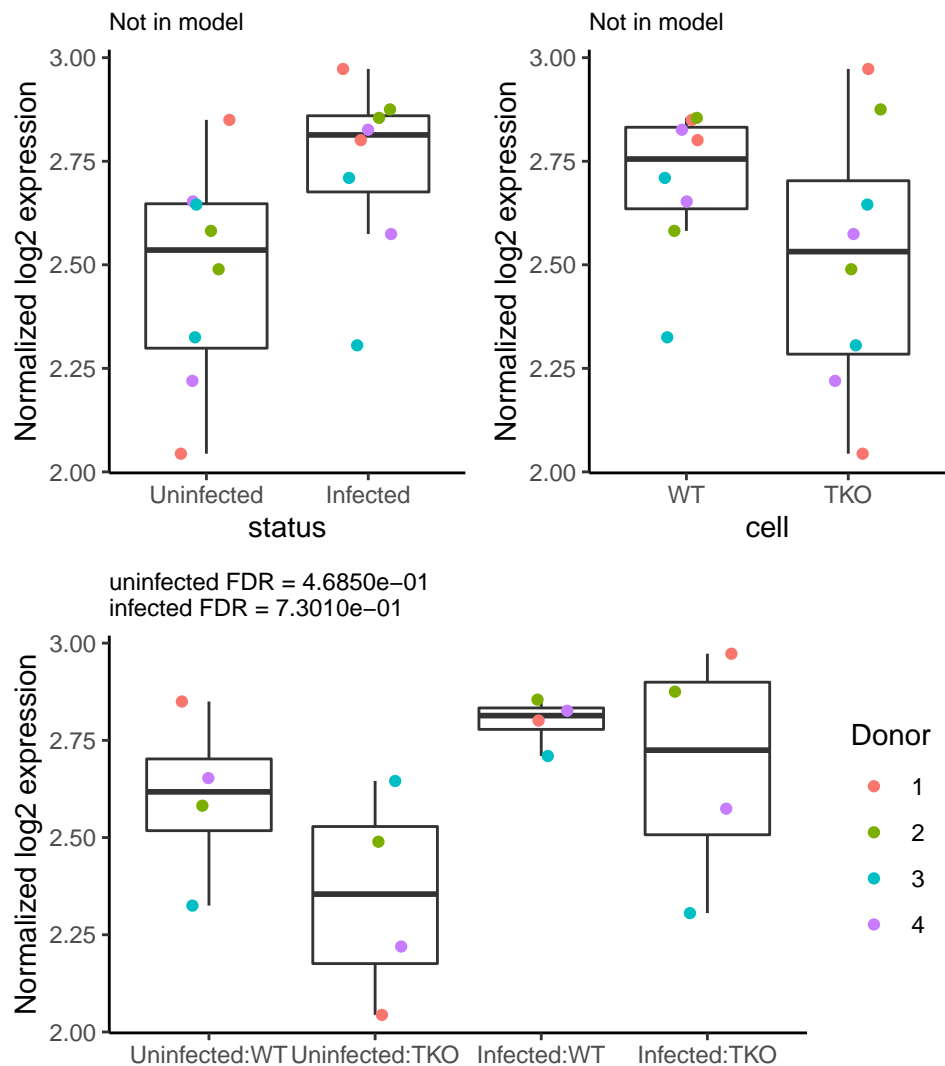 Not in model
Normalized log2 expression
3.00
2.75
2.50
2.25
2.00
Uninfected Infected
status
Not in model
Normalized log2 expression
3.00
2.75
2.50
2.25
2.00
WT TKO
cell
uninfected FDR = 4.6850e−01
infected FDR = 7.3010e−01
Normalized log2 expression
3.00
2.75
2.50
2.25
2.00
Uninfected:WT Uninfected:TKO Infected:WT Infected:TKO
Donor
1
2
3
4